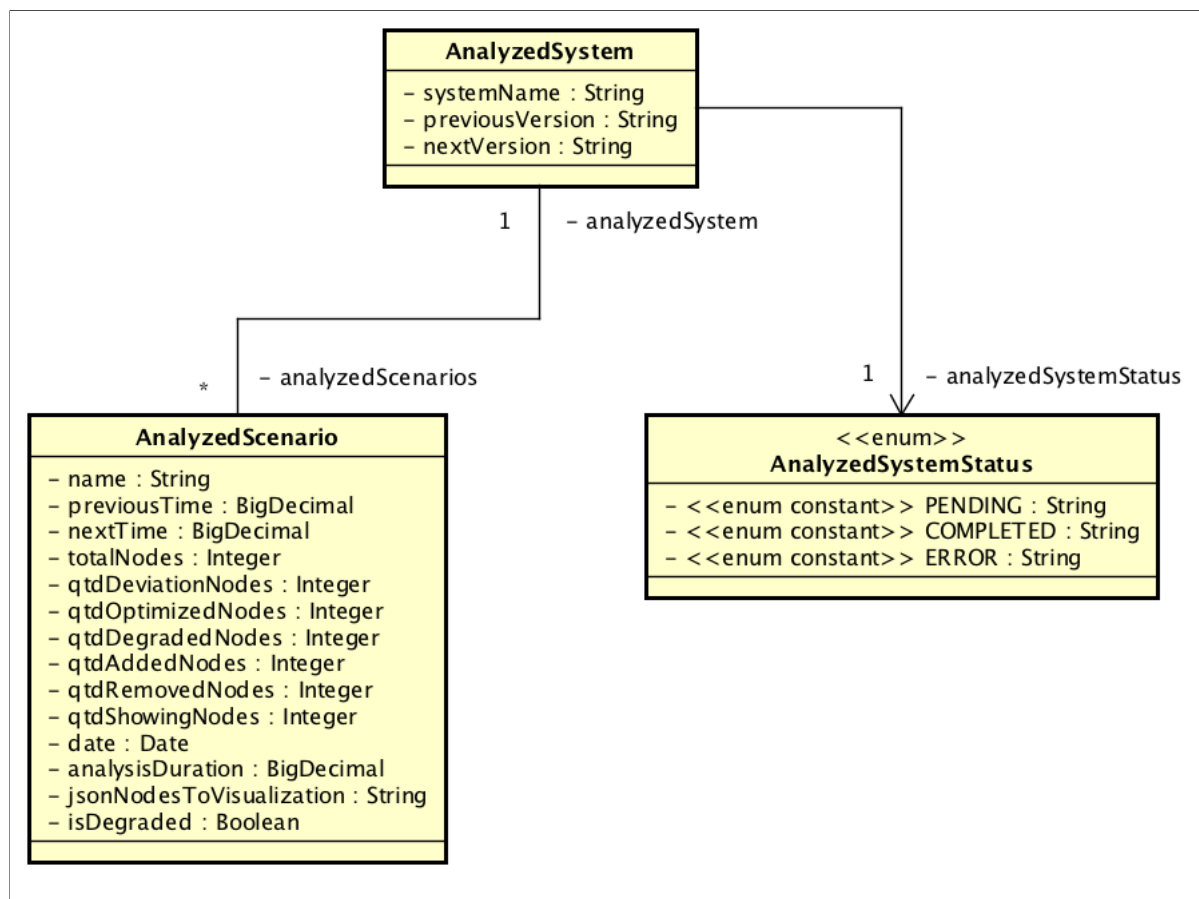 AnalyzedSystem
– systemName : String
– previousVersion : String
– nextVersion : String
1
– analyzedSystem
*
– analyzedScenarios
1
– analyzedSystemStatus
AnalyzedScenario
– name : String
– previousTime : BigDecimal
– nextTime : BigDecimal
– totalNodes : Integer
– qtdDeviationNodes : Integer
– qtdOptimizedNodes : Integer
– qtdDegradedNodes : Integer
– qtdAddedNodes : Integer
– qtdRemovedNodes : Integer
– qtdShowingNodes : Integer
– date : Date
– analysisDuration : BigDecimal
– jsonNodesToVisualization : String
– isDegraded : Boolean
<<enum>>
AnalyzedSystemStatus
– <<enum constant>> PENDING : String
– <<enum constant>> COMPLETED : String
– <<enum constant>> ERROR : String